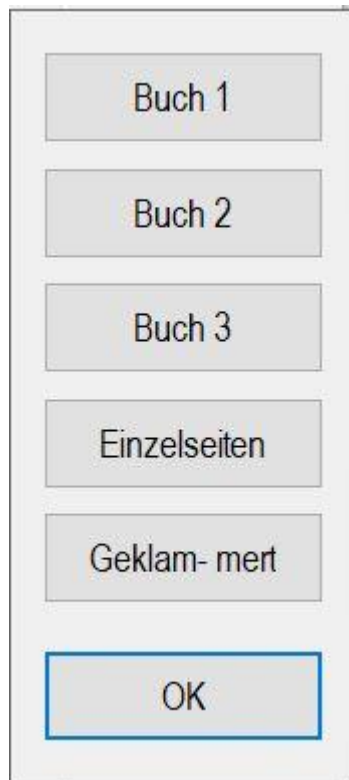 Buch 1
Buch 2
Buch 3
Einzelseiten
Geklam- mert
OK